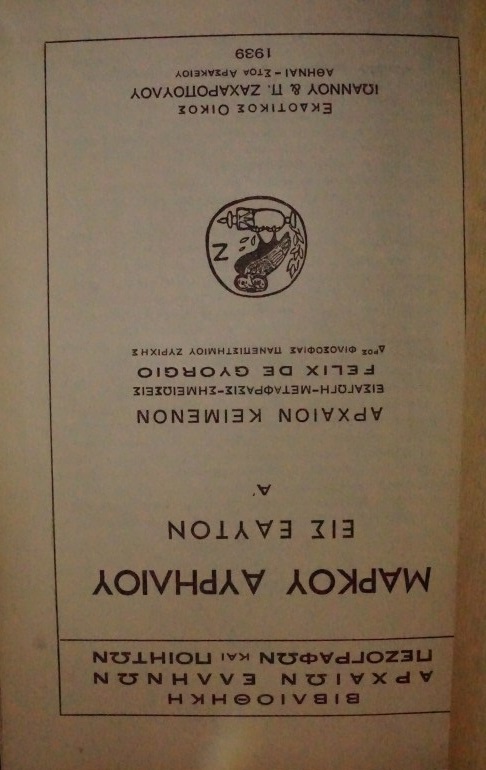 ΒΙΒΛΙΟΘΗΚΗ
ΑΡΧΑΙΩΝ ΕΛΛΗΝΩΝ
ΠΕΖΟΓΡΑΦΩΝ ΚΑΙ ΠΟΙΗΤΩΝ
ΜΑΡΚΟΥ ΑΥΡΗΛΙΟΥ
ΕΙΣ ΕΑΥΤΟΝ
Α'
ΑΡΧΑΙΟΝ ΚΕΙΜΕΝΟΝ
ΕΙΣΑΓΩΓΗ-ΜΕΤΑΦΡΑΣΙΣ-ΣΗΜΕΙΩΣΕΙΣ
FELIX DE GYORGIO
ΔΡΟΣ ΦΙΛΟΣΟΦΙΑΣ ΠΑΝΕΠΙΣΤΗΜΙΟΥ ΖΥΡΙΧΗΣ
Ζ
ΕΚΔΟΤΙΚΟΣ ΟΙΚΟΣ
ΙΩΑΝΝΟΥ & Π. ΖΑΧΑΡΟΠΟΥΛΟΥ
ΑΘΗΝΑΙ - ΣΤΟΑ ΑΡΣΑΚΕΙΟΥ
1939